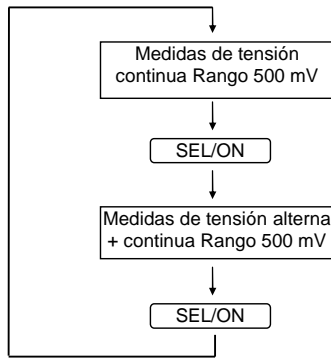 Medidas de tensión
continua Rango 500 mV
SEL/ON
Medidas de tensión alterna
+ continua Rango 500 mV
SEL/ON